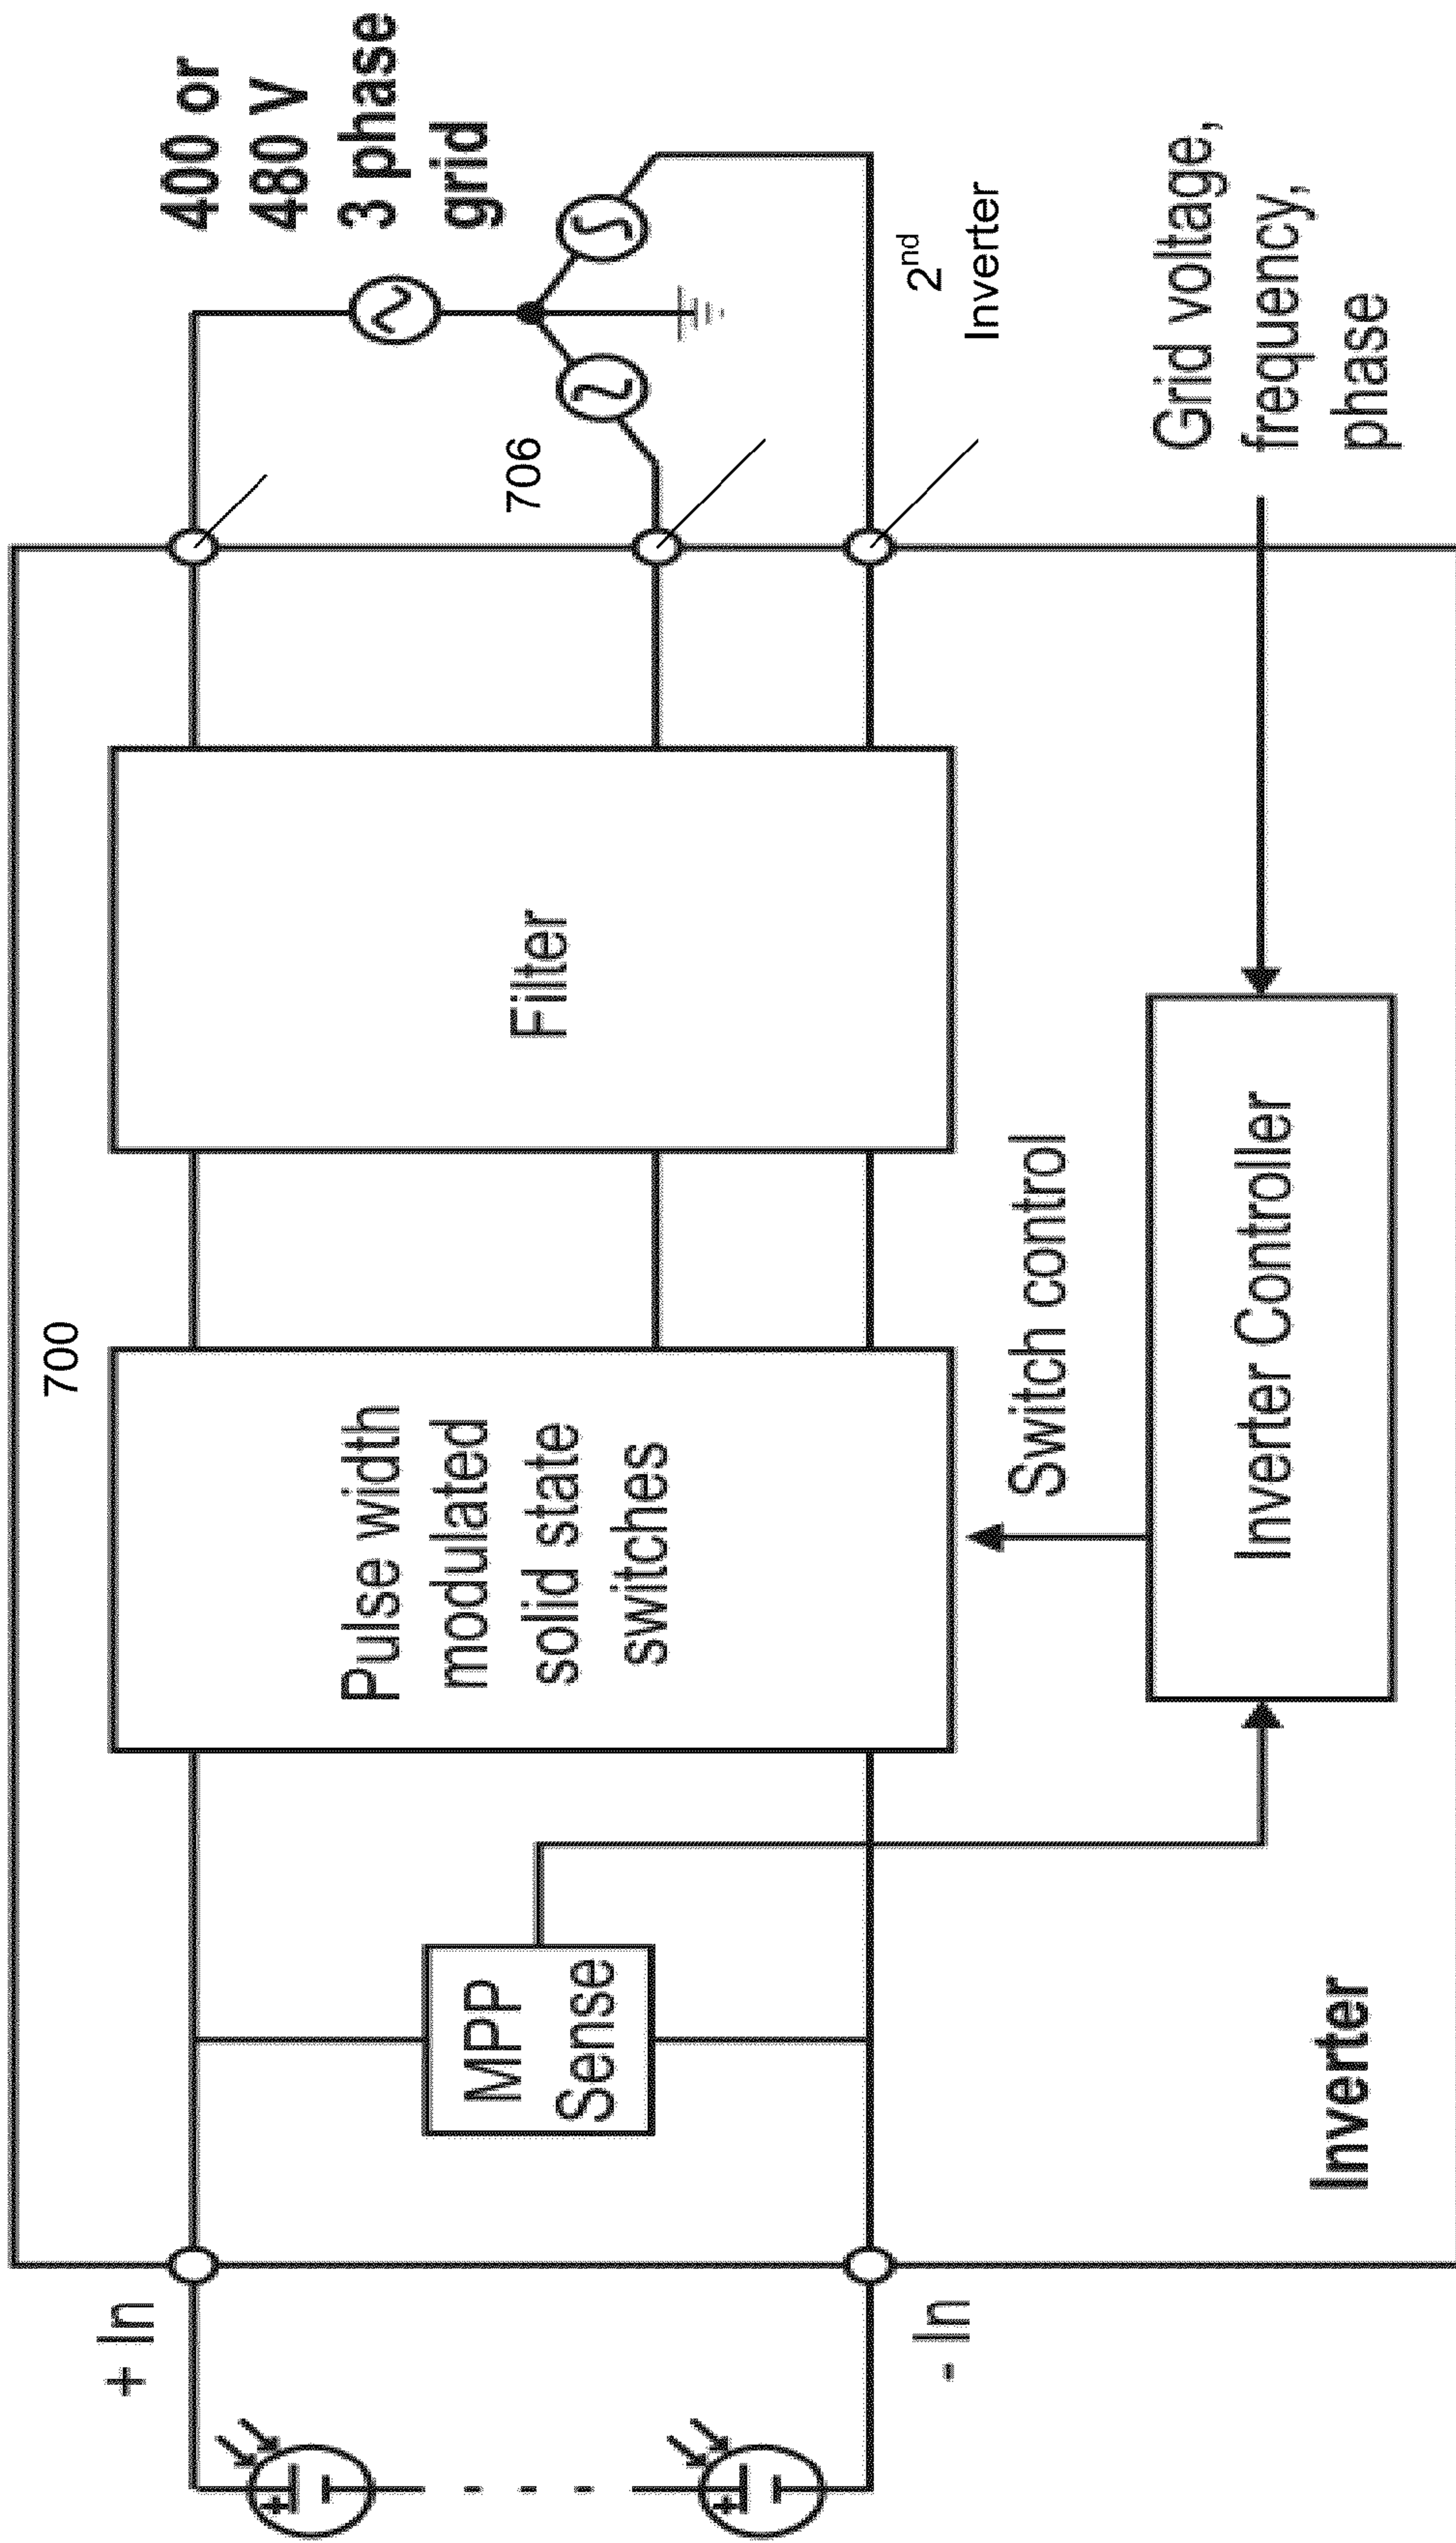 700
+ In
- In
MPP
Sense
Pulse width
modulated
solid state
switches
Filter
706
400 or
480 V
3 phase
grid
2nd
Inverter
Switch control
Inverter Controller
Grid voltage,
frequency,
phase
Inverter